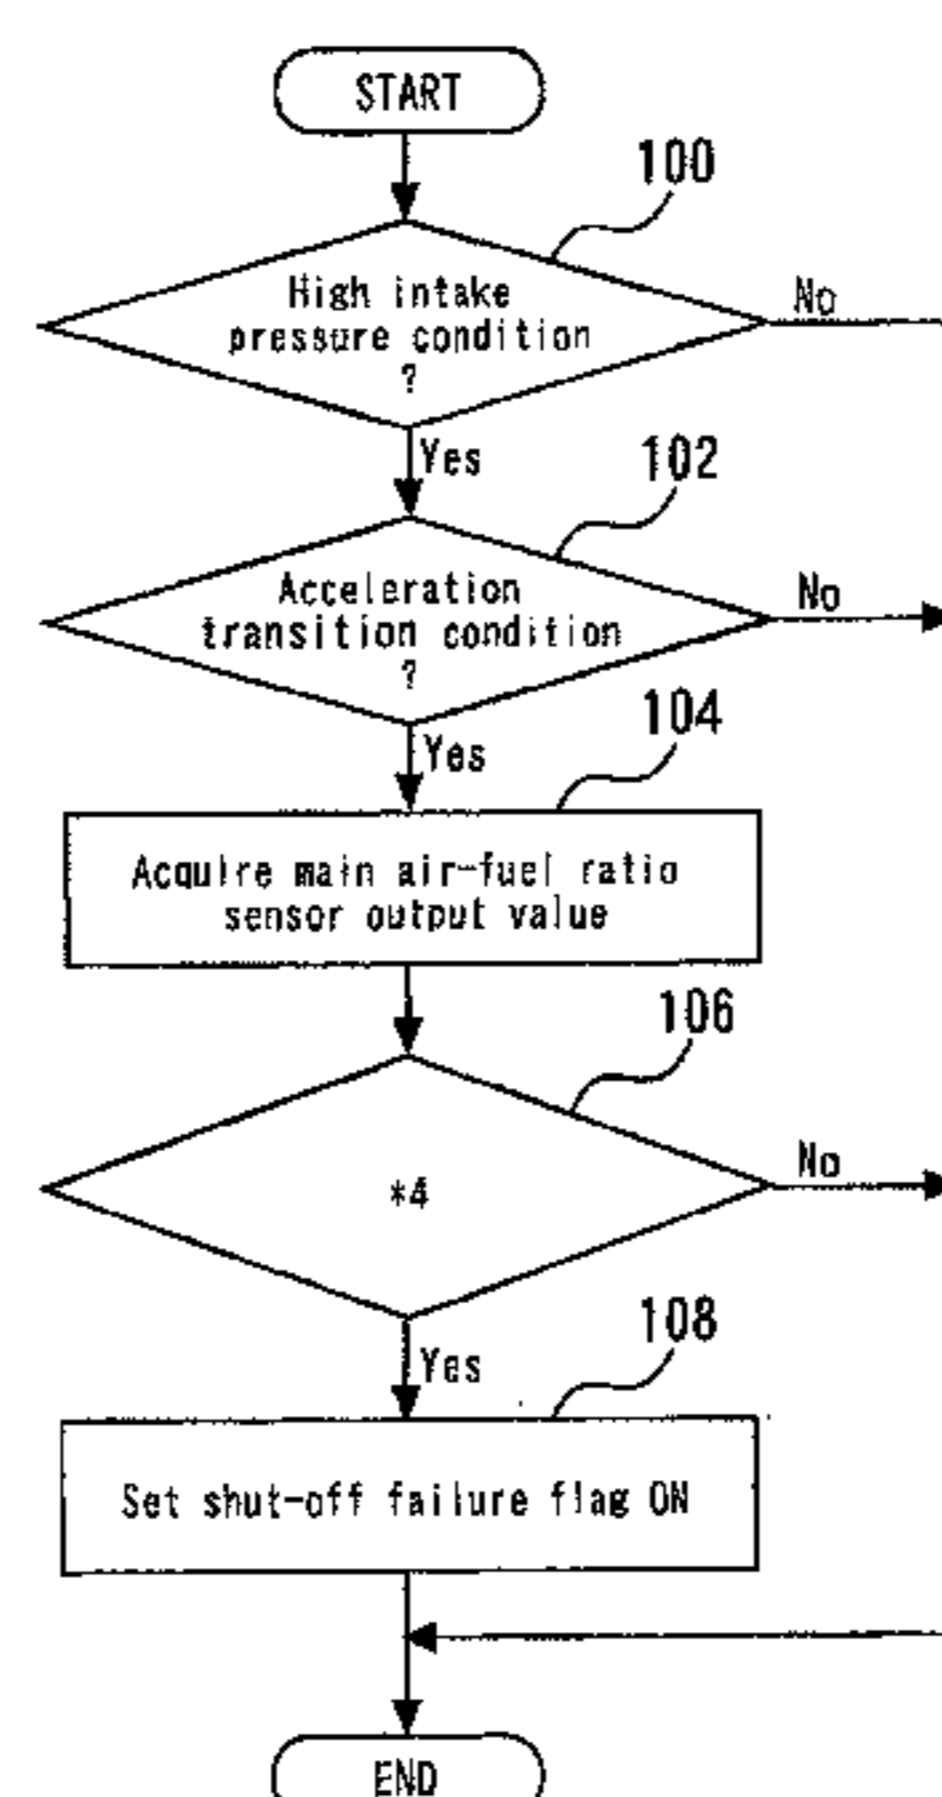 START
100
High intake
pressure condition
?
No
Yes
102
Acceleration
transition condition
?
No
Yes
104
Acquire main air-fuel ratio
sensor output value
106
*4
No
Yes
108
Set shut-off failure flag ON
END